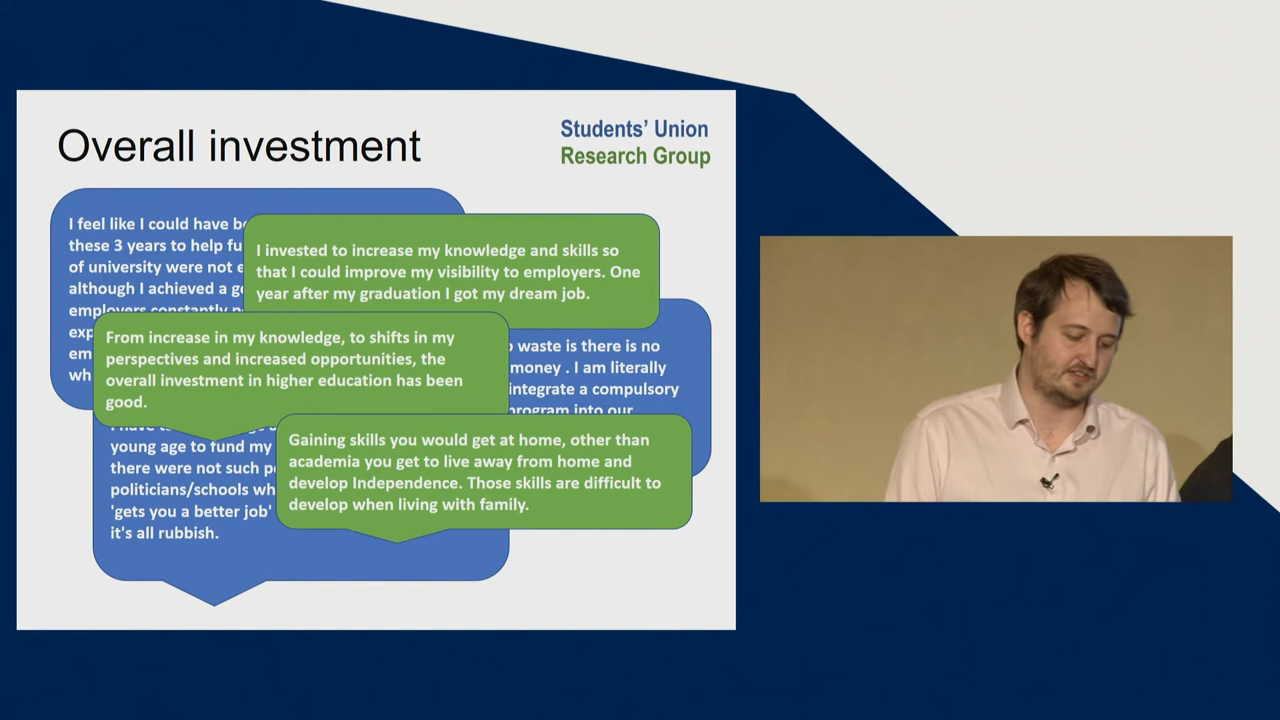 Overall investment
Students' Union
Research Group
I feel like I could have
these 3 years to help
of university were not
although I achieved a
employers constantly
I invested to increase my knowledge and skills so
that I could improve my visibility to employers. One
year after my graduation I got my dream job.
From increase in my knowledge, to shifts in my
perspectives and increased opportunities, the
overall investment in higher education has been
good.
waste is there is no
money . I am literally
integrate a compulsory
program into our
young age to fund my
there were not such
politicians/schools
'gets you a better job'
it's all rubbish.
Gaining skills you would get at home, other than
academia you get to live away from home and
develop Independence. Those skills are difficult to
develop when living with family.